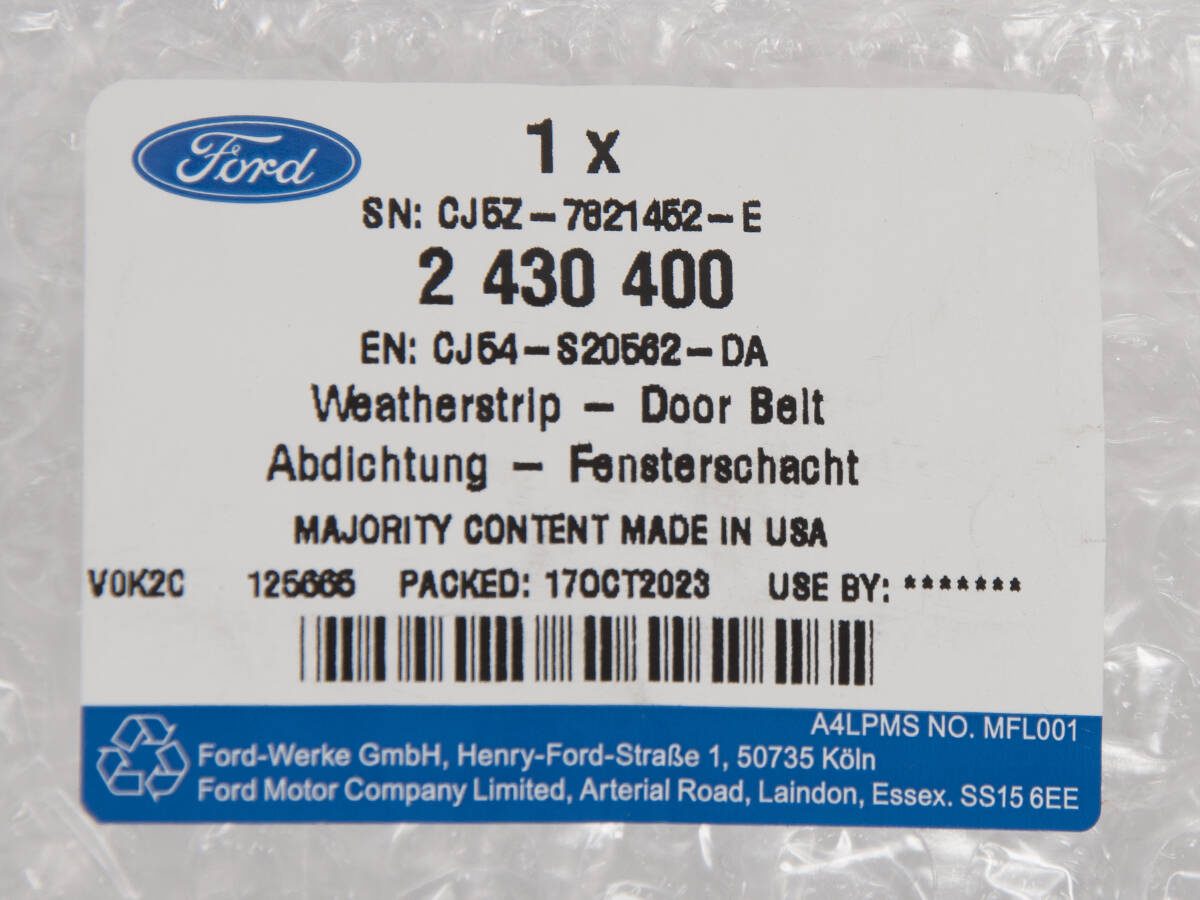 Ford
1 x
SN: CJ5Z-7821452-E
2 430 400
EN: CJ54-S20562-DA
Weatherstrip - Door Belt
Abdichtung - Fensterschacht
MAJORITY CONTENT MADE IN USA
V0K2C 125665 PACKED: 17OCT2023 USE BY: *******
A4LPMS NO. MFL001
Ford-Werke GmbH, Henry-Ford-Straße 1, 50735 Köln
Ford Motor Company Limited, Arterial Road, Laindon, Essex. SS15 6EE